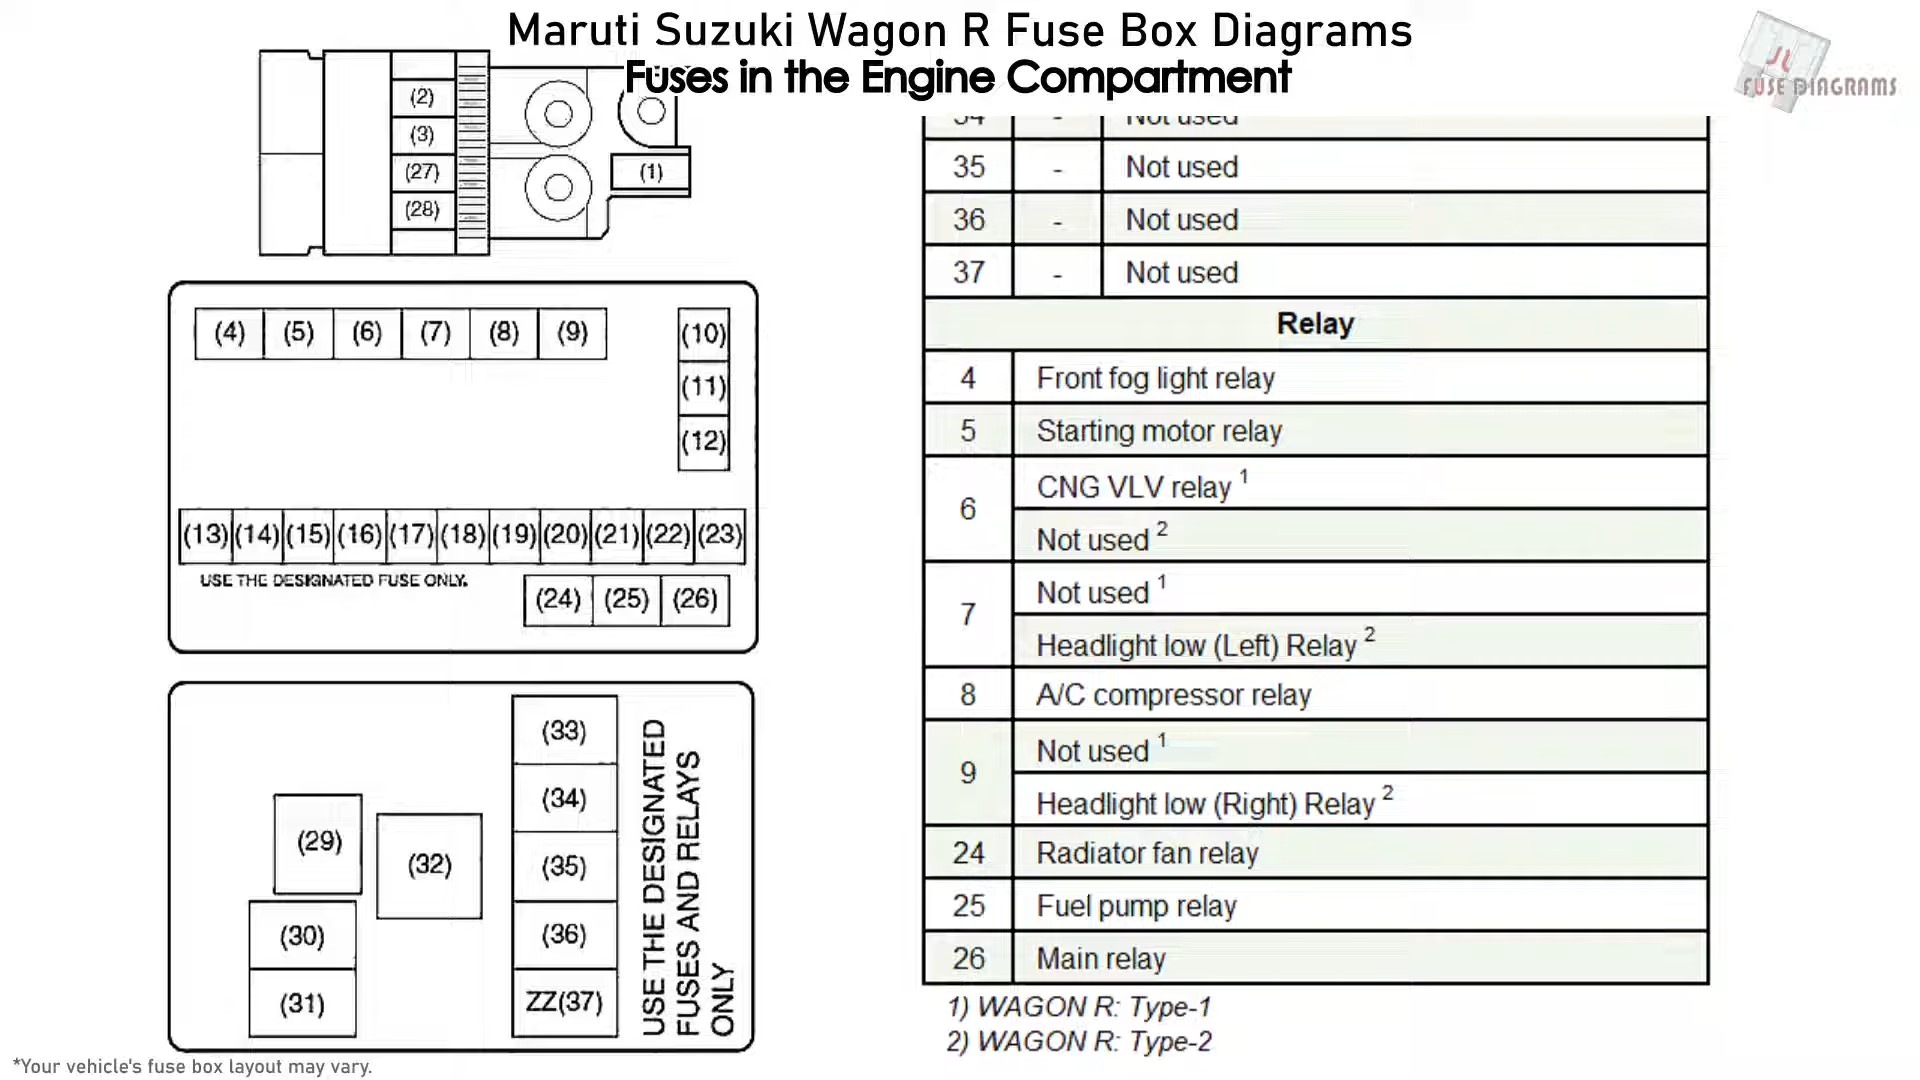 Maruti Suzuki Wagon R Fuse Box Diagrams
Fuses in the Engine Compartment
JL
FUSE DIAGRAMS
(2)
(3)
(27)
(28)
(1)
(4) (5) (6) (7) (8) (9)
(10)
(11)
(12)
(13) (14) (15) (16) (17) (18) (19) (20) (21) (22) (23)
USE THE DESIGNATED FUSE ONLY.
(24) (25) (26)
(29)
(30)
(31)
(32)
(33)
(34)
(35)
(36)
ZZ(37)
USE THE DESIGNATED
FUSES AND RELAYS
ONLY
34 - Not used
35 - Not used
36 - Not used
37 - Not used
Relay
4 Front fog light relay
5 Starting motor relay
6 CNG VLV relay 1
Not used 2
7 Not used 1
Headlight low (Left) Relay 2
8 A/C compressor relay
9 Not used 1
Headlight low (Right) Relay 2
24 Radiator fan relay
25 Fuel pump relay
26 Main relay
1) WAGON R: Type-1
2) WAGON R: Type-2
*Your vehicle's fuse box layout may vary.